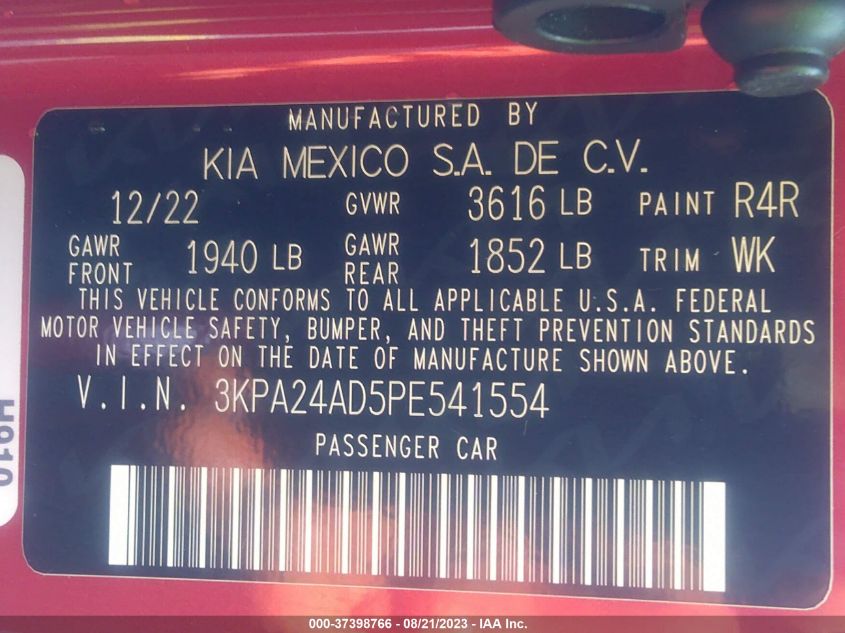 MANUFACTURED BY
KIA MEXICO S.A. DE C.V.
12/22 GVWR 3616 LB PAINT R4R
GAWR FRONT 1940 LB GAWR REAR 1852 LB TRIM WK
THIS VEHICLE CONFORMS TO ALL APPLICABLE U.S.A. FEDERAL
MOTOR VEHICLE SAFETY, BUMPER, AND THEFT PREVENTION STANDARDS
IN EFFECT ON THE DATE OF MANUFACTURE SHOWN ABOVE.
V.I.N. 3KPA24AD5PE541554
PASSENGER CAR
000-37398766 - 08/21/2023 - IAA Inc.